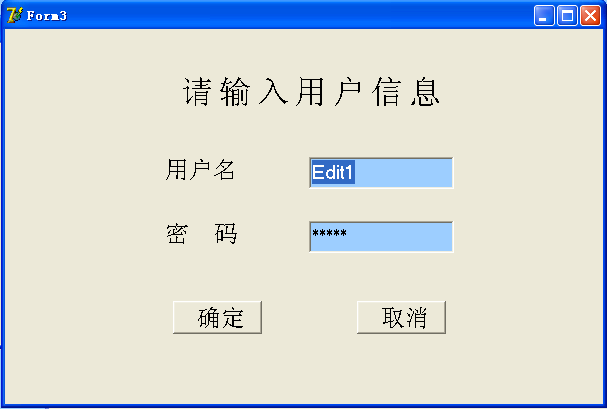 Form3
请输入用户信息
用户名 Edit1
密 码 *****
确定 取消